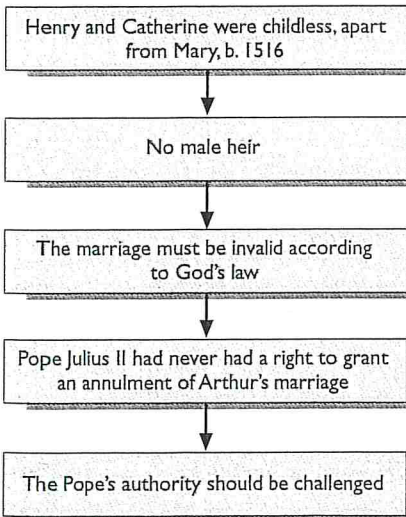 Henry and Catherine were childless, apart
from Mary, b. 1516
No male heir
The marriage must be invalid according
to God's law
Pope Julius II had never had a right to grant
an annulment of Arthur's marriage
The Pope's authority should be challenged